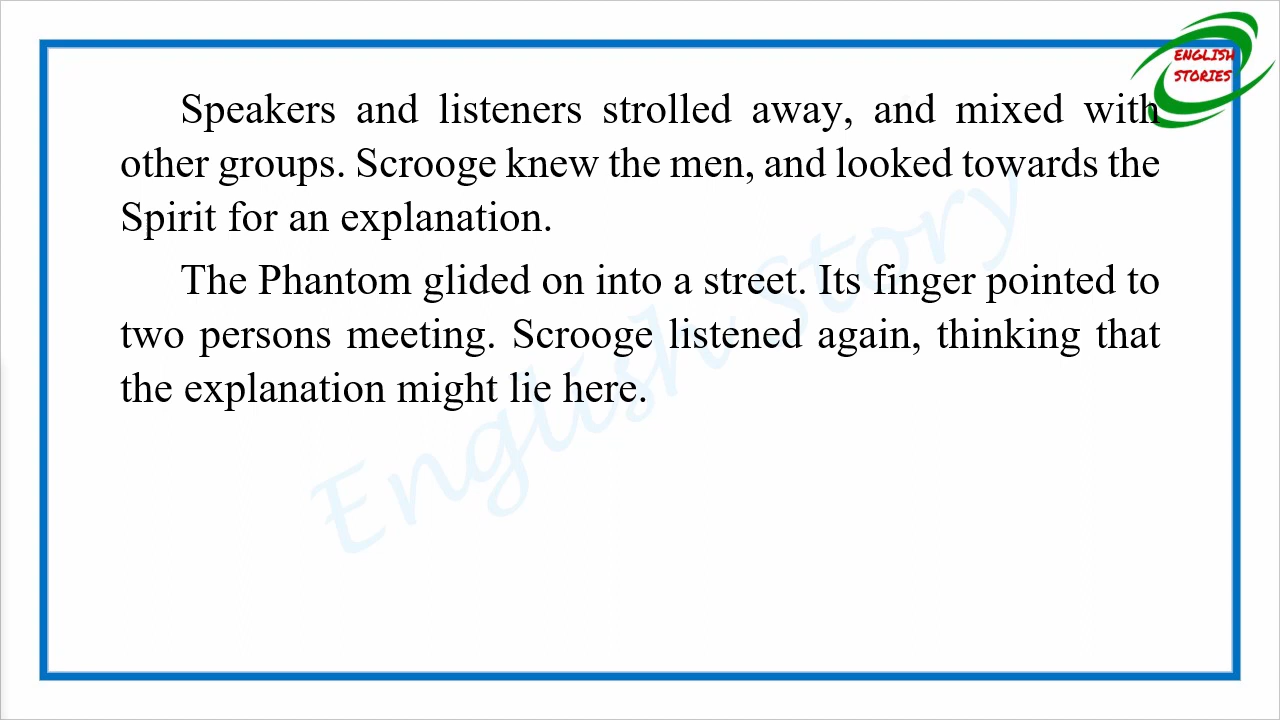 ENGLISH
STORIES
Speakers and listeners strolled away, and mixed with
other groups. Scrooge knew the men, and looked towards the
Spirit for an explanation.
The Phantom glided on into a street. Its finger pointed to
two persons meeting. Scrooge listened again, thinking that
the explanation might lie here.
English Story